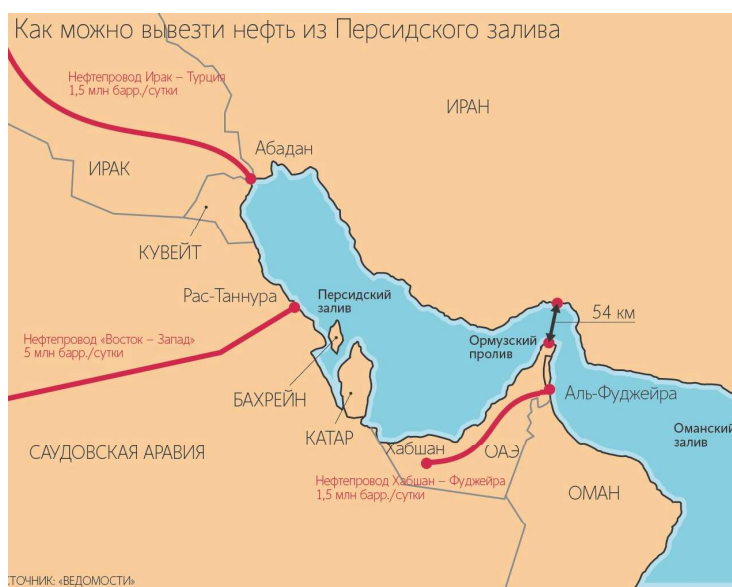 Как можно вывезти нефть из Персидского залива
Нефтепровод Ирак – Турция
1,5 млн барр./сутки
ИРАН
Абадан
ИРАК
КУВЕЙТ
Рас-Таннура
Персидский
залив
54 км
Нефтепровод «Восток – Запад»
5 млн барр./сутки
Ормузский
пролив
БАХРЕЙН
Аль-Фуджейра
КАТАР
Оманский
залив
САУДОВСКАЯ АРАВИЯ
Хабшан
ОАЭ
Нефтепровод Хабшан – Фуджейра
1,5 млн барр./сутки
ОМАН
ТОЧНИК: «ВЕДОМОСТИ»